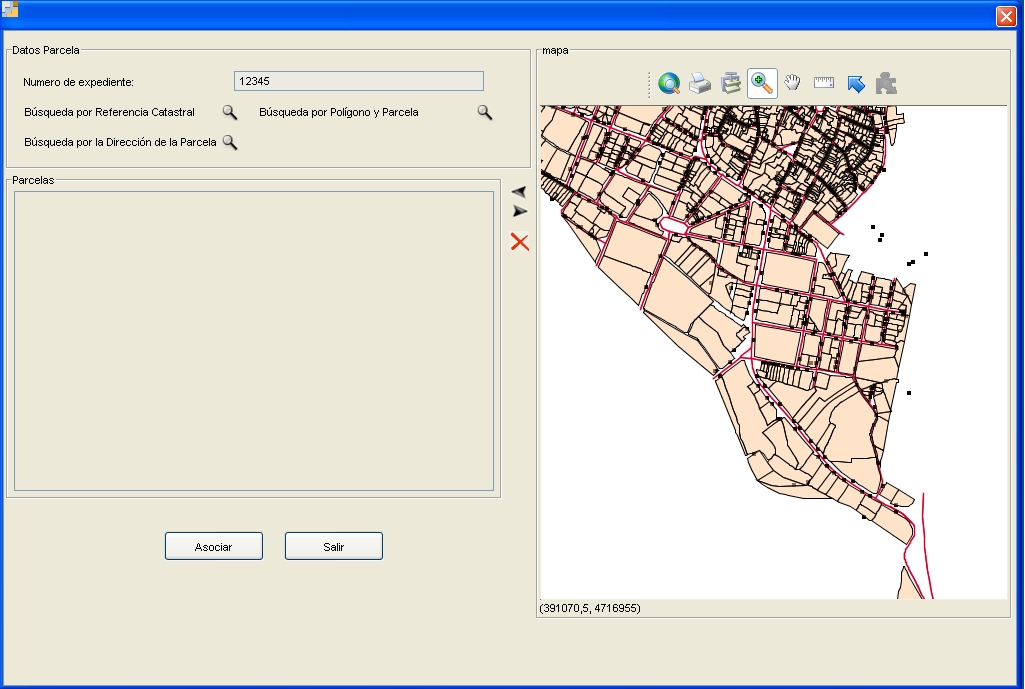 Datos Parcela
Numero de expediente: 12345
Búsqueda por Referencia Catastral Búsqueda por Polígono y Parcela
Búsqueda por la Dirección de la Parcela
Parcelas
Asociar Salir
mapa
(391070,5, 4716955)